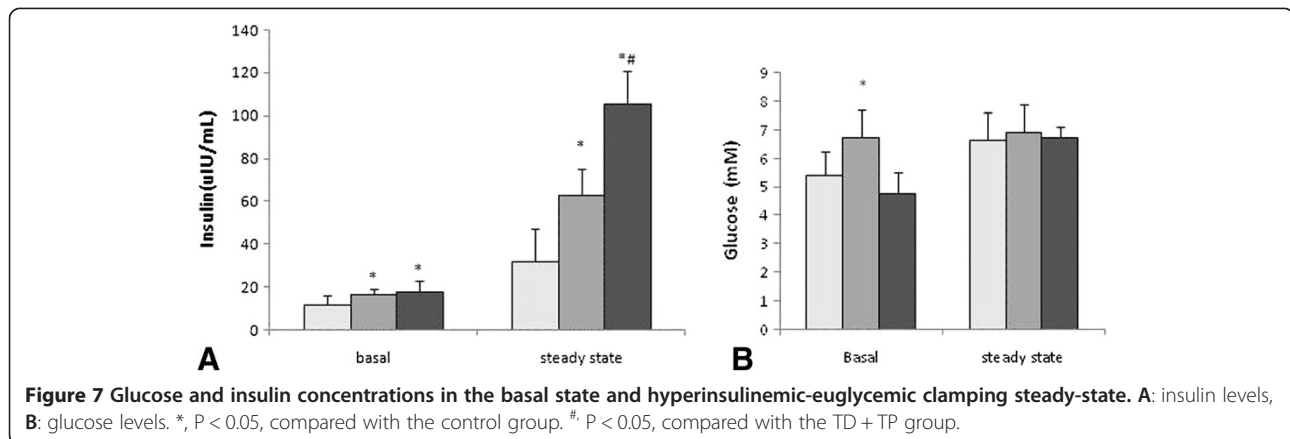 140
120
100
80
60
40
20
0
Insulin(uIU/mL)
*
*
*
*#
basal
steady state
A
9
8
7
6
5
4
3
2
1
0
Glucose (mM)
*
Basal
steady state
B
Figure 7 Glucose and insulin concentrations in the basal state and hyperinsulinemic-euglycemic clamping steady-state. A: insulin levels,
B: glucose levels. *, P < 0.05, compared with the control group. #, P < 0.05, compared with the TD + TP group.